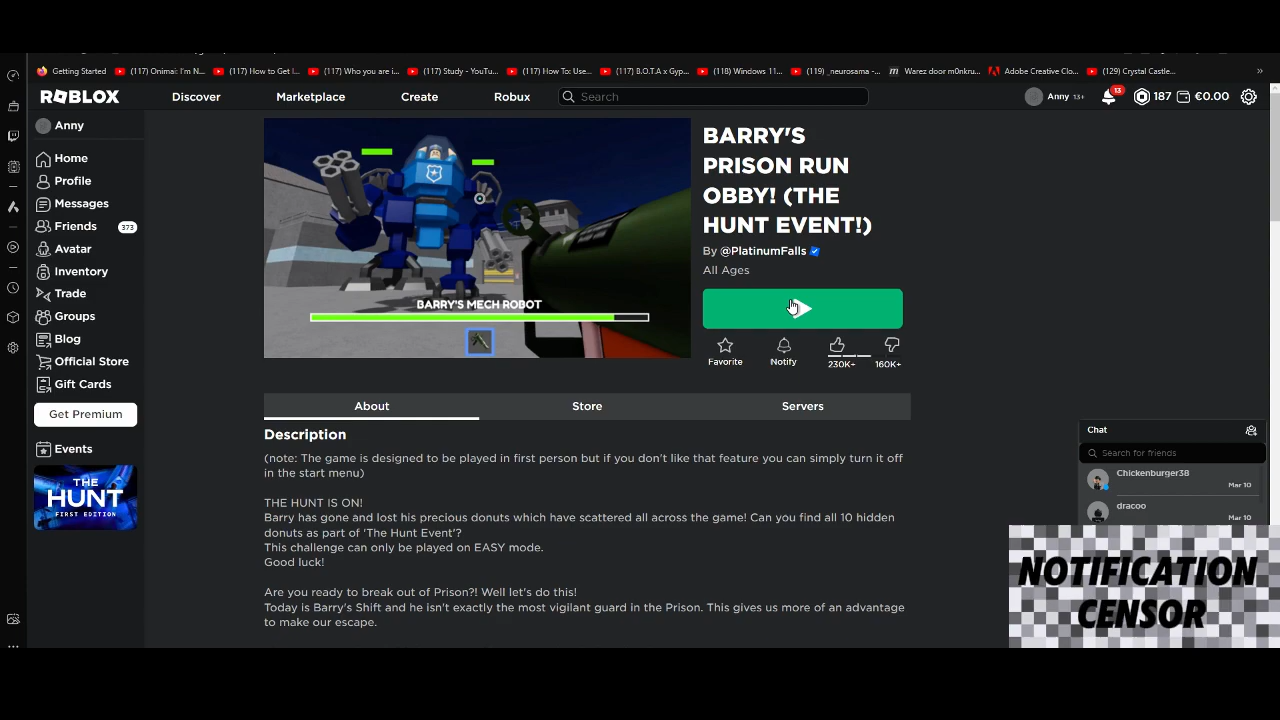 Getting Started (117) Onimai: I'm N... (117) How to Get I... (117) Who you are i... (117) Study - YouTu... (117) How To: Use... (117) B.O.T.A x Gyp... (118) Windows 11... (119) _neurosama -... Warez door m0nkru... Adobe Creative Clo... (129) Crystal Castle... »
ROBLOX Discover Marketplace Create Robux Search Anny 13+ 13 187 €0.00
Anny
Home
Profile
Messages
Friends 373
Avatar
Inventory
Trade
Groups
Blog
Official Store
Gift Cards
Get Premium
Events
THE
HUNT
FIRST EDITION
BARRY'S MECH ROBOT
BARRY'S
PRISON RUN
OBBY! (THE
HUNT EVENT!)
By @PlatinumFalls
All Ages
Favorite Notify 230K+ 160K+
About Store Servers
Description
(note: The game is designed to be played in first person but if you don't like that feature you can simply turn it off
in the start menu)
THE HUNT IS ON!
Barry has gone and lost his precious donuts which have scattered all across the game! Can you find all 10 hidden
donuts as part of 'The Hunt Event'?
This challenge can only be played on EASY mode.
Good luck!
Are you ready to break out of Prison?! Well let's do this!
Today is Barry's Shift and he isn't exactly the most vigilant guard in the Prison. This gives us more of an advantage
to make our escape.
Chat
Search for friends
Chickenburger38
Mar 10
dracoo
Mar 10
NOTIFICATION
CENSOR